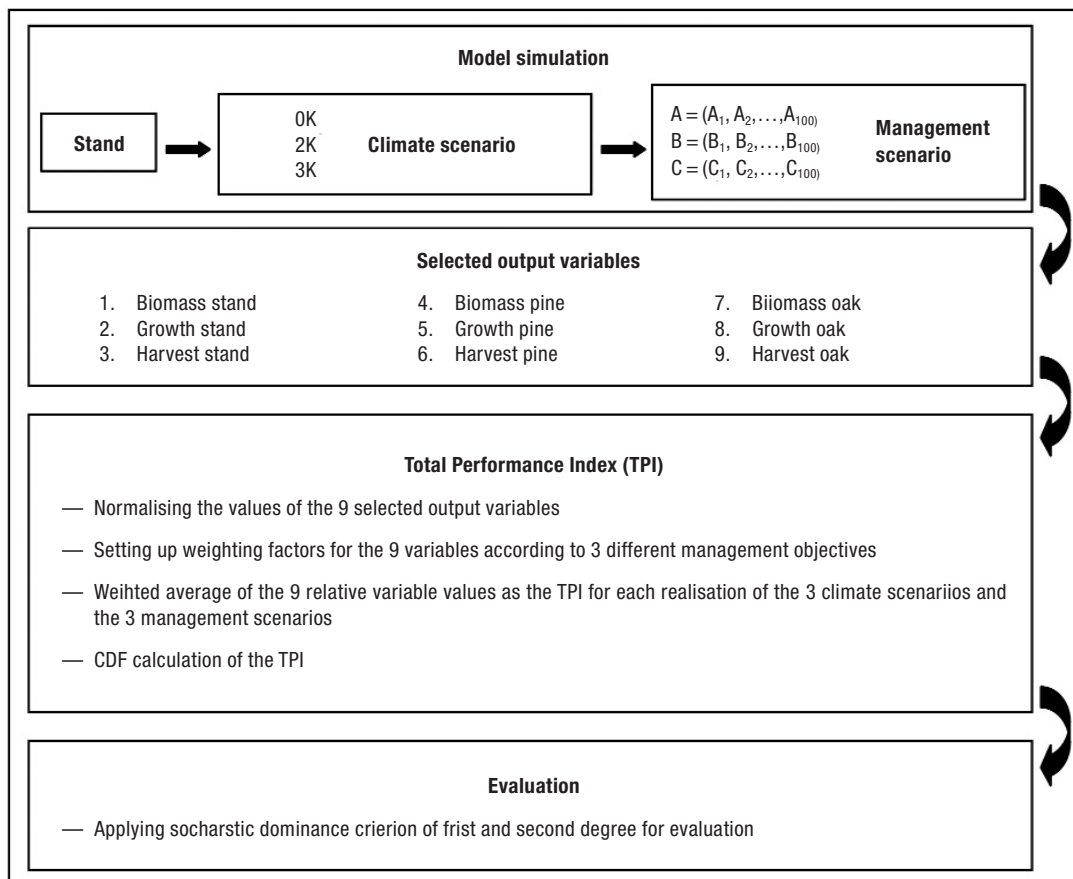 Model simulation
Stand
0K
2K
3K
Climate scenario
A = (A₁, A₂,…,A₁₀₀)
B = (B₁, B₂,…,B₁₀₀)
C = (C₁, C₂,…,C₁₀₀)
Management
scenario
Selected output variables
1. Biomass stand
2. Growth stand
3. Harvest stand
4. Biomass pine
5. Growth pine
6. Harvest pine
7. Biiomass oak
8. Growth oak
9. Harvest oak
Total Performance Index (TPI)
— Normalising the values of the 9 selected output variables
— Setting up weighting factors for the 9 variables according to 3 different management objectives
— Weihted average of the 9 relative variable values as the TPI for each realisation of the 3 climate scenariios and
the 3 management scenarios
— CDF calculation of the TPI
Evaluation
— Applying socharstic dominance crierion of frist and second degree for evaluation